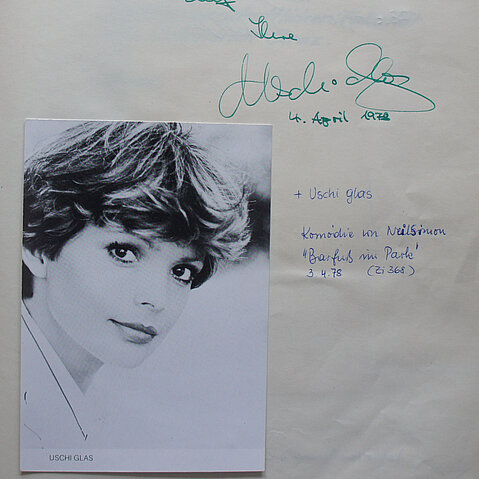 Ihre
Uschi Glas
4. April 1978
+ Uschi Glas
Komödie von Neil Simon
"Barfuß im Park"
3. 4. 78 (Zi 368)
USCHI GLAS